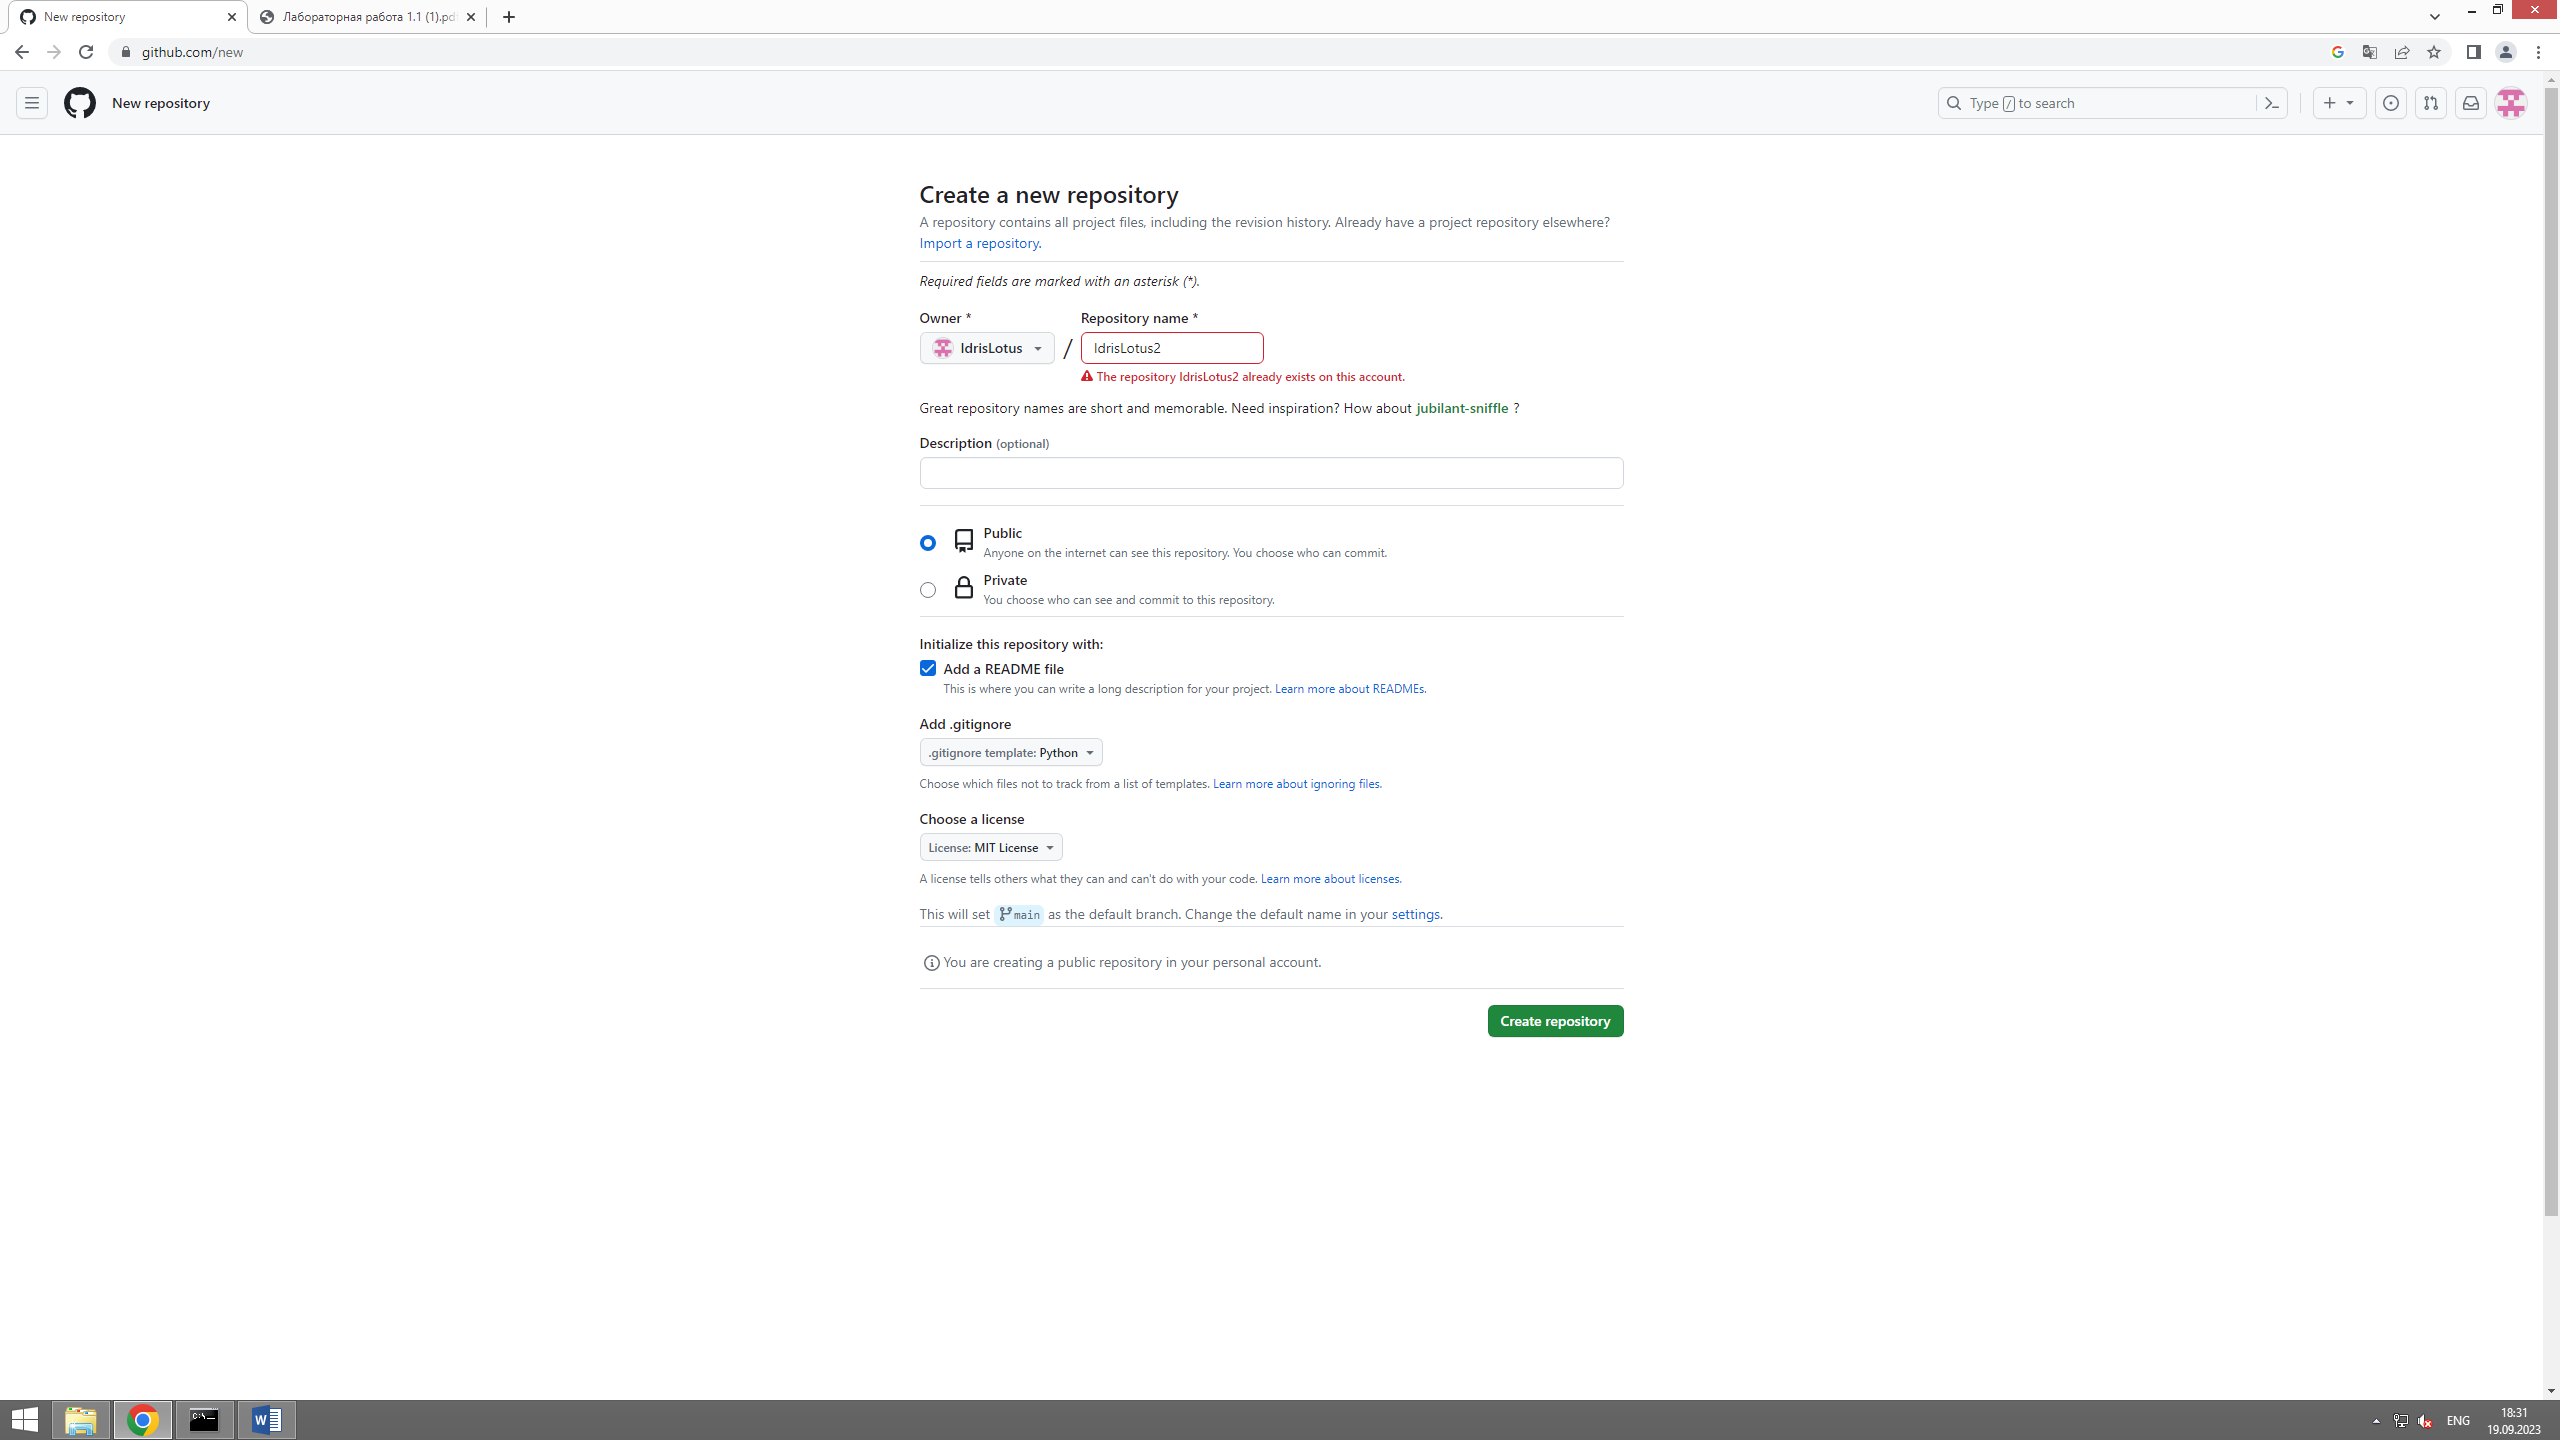 New repository
Лабораторная работа 1.1 (1).pd
github.com/new
New repository
Type / to search
Create a new repository
A repository contains all project files, including the revision history. Already have a project repository elsewhere?
Import a repository.
Required fields are marked with an asterisk (*).
Owner *
Repository name *
IdrisLotus
/
IdrisLotus2
The repository IdrisLotus2 already exists on this account.
Great repository names are short and memorable. Need inspiration? How about jubilant-sniffle ?
Description (optional)
Public
Anyone on the internet can see this repository. You choose who can commit.
Private
You choose who can see and commit to this repository.
Initialize this repository with:
Add a README file
This is where you can write a long description for your project. Learn more about READMEs.
Add .gitignore
.gitignore template: Python
Choose which files not to track from a list of templates. Learn more about ignoring files.
Choose a license
License: MIT License
A license tells others what they can and can't do with your code. Learn more about licenses.
This will set main as the default branch. Change the default name in your settings.
You are creating a public repository in your personal account.
Create repository
ENG
18:31
19.09.2023